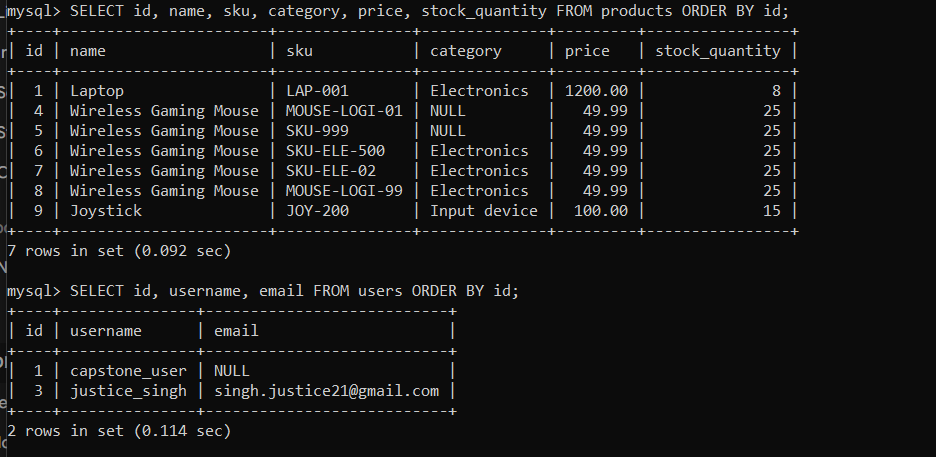 mysql> SELECT id, name, sku, category, price, stock_quantity FROM products ORDER BY id;
+----+-----------------------+---------------+--------------+---------+----------------+
| id | name                  | sku           | category     | price   | stock_quantity |
+----+-----------------------+---------------+--------------+---------+----------------+
|  1 | Laptop                | LAP-001       | Electronics  | 1200.00 |              8 |
|  4 | Wireless Gaming Mouse | MOUSE-LOGI-01 | NULL         |   49.99 |             25 |
|  5 | Wireless Gaming Mouse | SKU-999       | NULL         |   49.99 |             25 |
|  6 | Wireless Gaming Mouse | SKU-ELE-500   | Electronics  |   49.99 |             25 |
|  7 | Wireless Gaming Mouse | SKU-ELE-02    | Electronics  |   49.99 |             25 |
|  8 | Wireless Gaming Mouse | MOUSE-LOGI-99 | Electronics  |   49.99 |             25 |
|  9 | Joystick              | JOY-200       | Input device |  100.00 |             15 |
+----+-----------------------+---------------+--------------+---------+----------------+
7 rows in set (0.092 sec)

mysql> SELECT id, username, email FROM users ORDER BY id;
+----+---------------+---------------------------+
| id | username      | email                     |
+----+---------------+---------------------------+
|  1 | capstone_user | NULL                      |
|  3 | justice_singh | singh.justice21@gmail.com |
+----+---------------+---------------------------+
2 rows in set (0.114 sec)